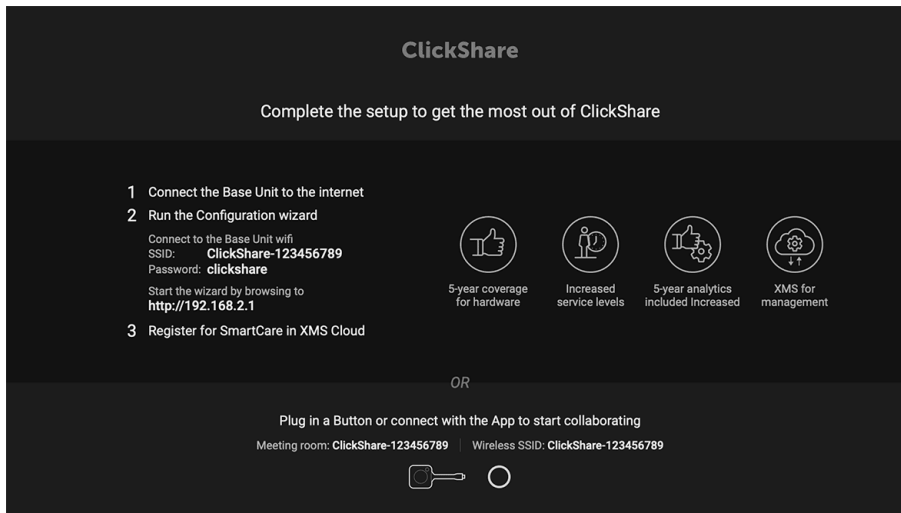 ClickShare
Complete the setup to get the most out of ClickShare
1 Connect the Base Unit to the internet
2 Run the Configuration wizard
Connect to the Base Unit wifi
SSID: ClickShare-123456789
Password: clickshare
Start the wizard by browsing to
http://192.168.2.1
3 Register for SmartCare in XMS Cloud
5-year coverage
for hardware
Increased
service levels
5-year analytics
included Increased
XMS for
management
OR
Plug in a Button or connect with the App to start collaborating
Meeting room: ClickShare-123456789 Wireless SSID: ClickShare-123456789